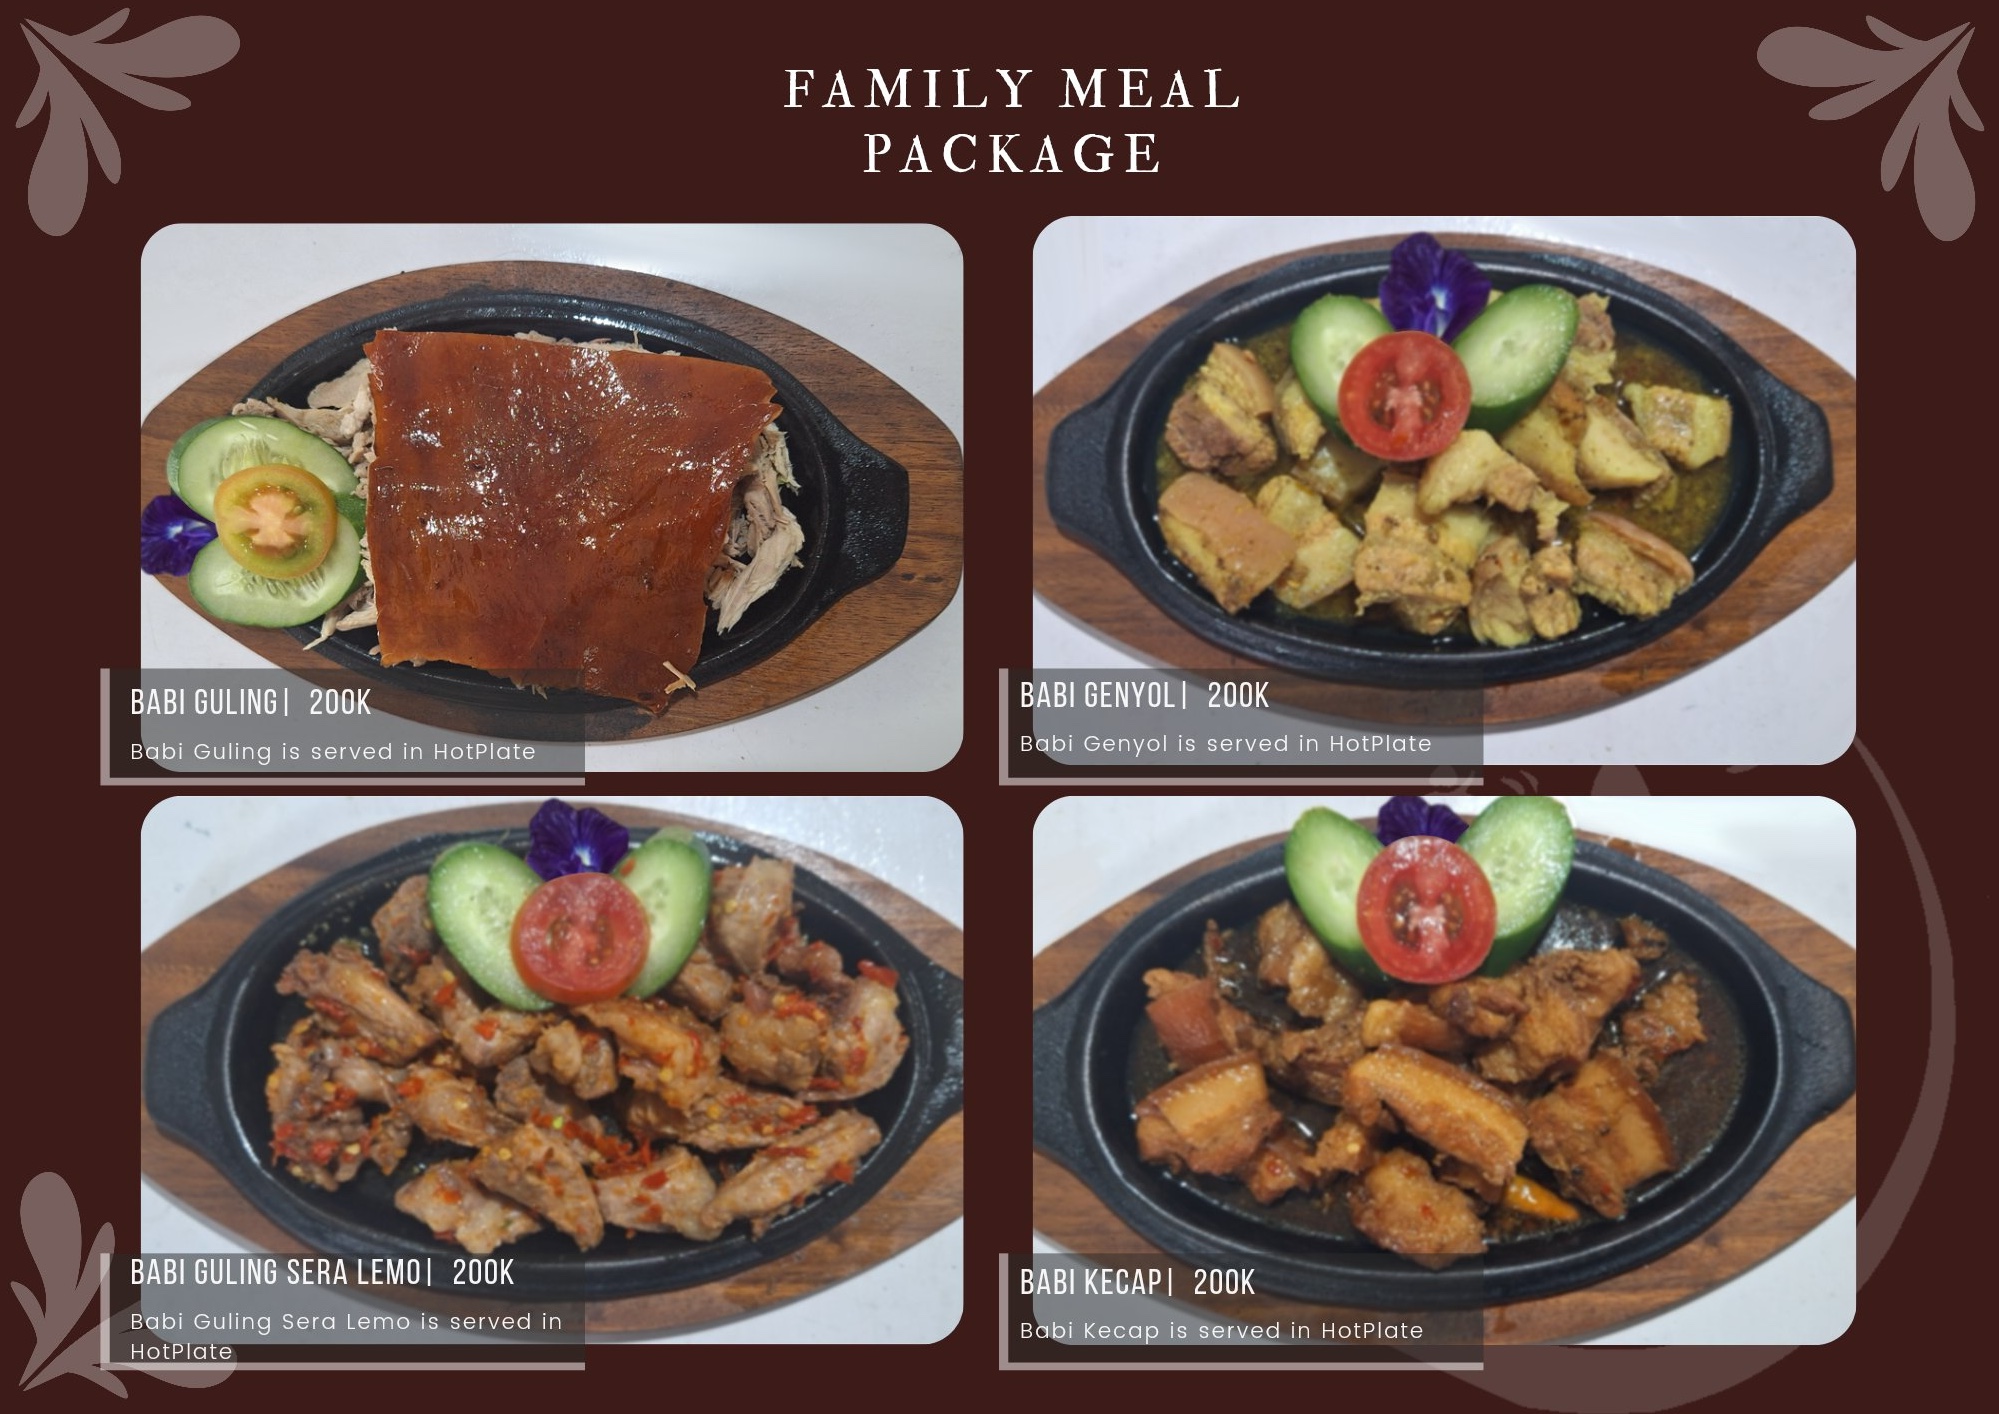 FAMILY MEAL
PACKAGE
BABI GULING| 200K
Babi Guling is served in HotPlate
BABI GENYOL| 200K
Babi Genyol is served in HotPlate
BABI GULING SERA LEMO| 200K
Babi Guling Sera Lemo is served in
HotPlate
BABI KECAP| 200K
Babi Kecap is served in HotPlate